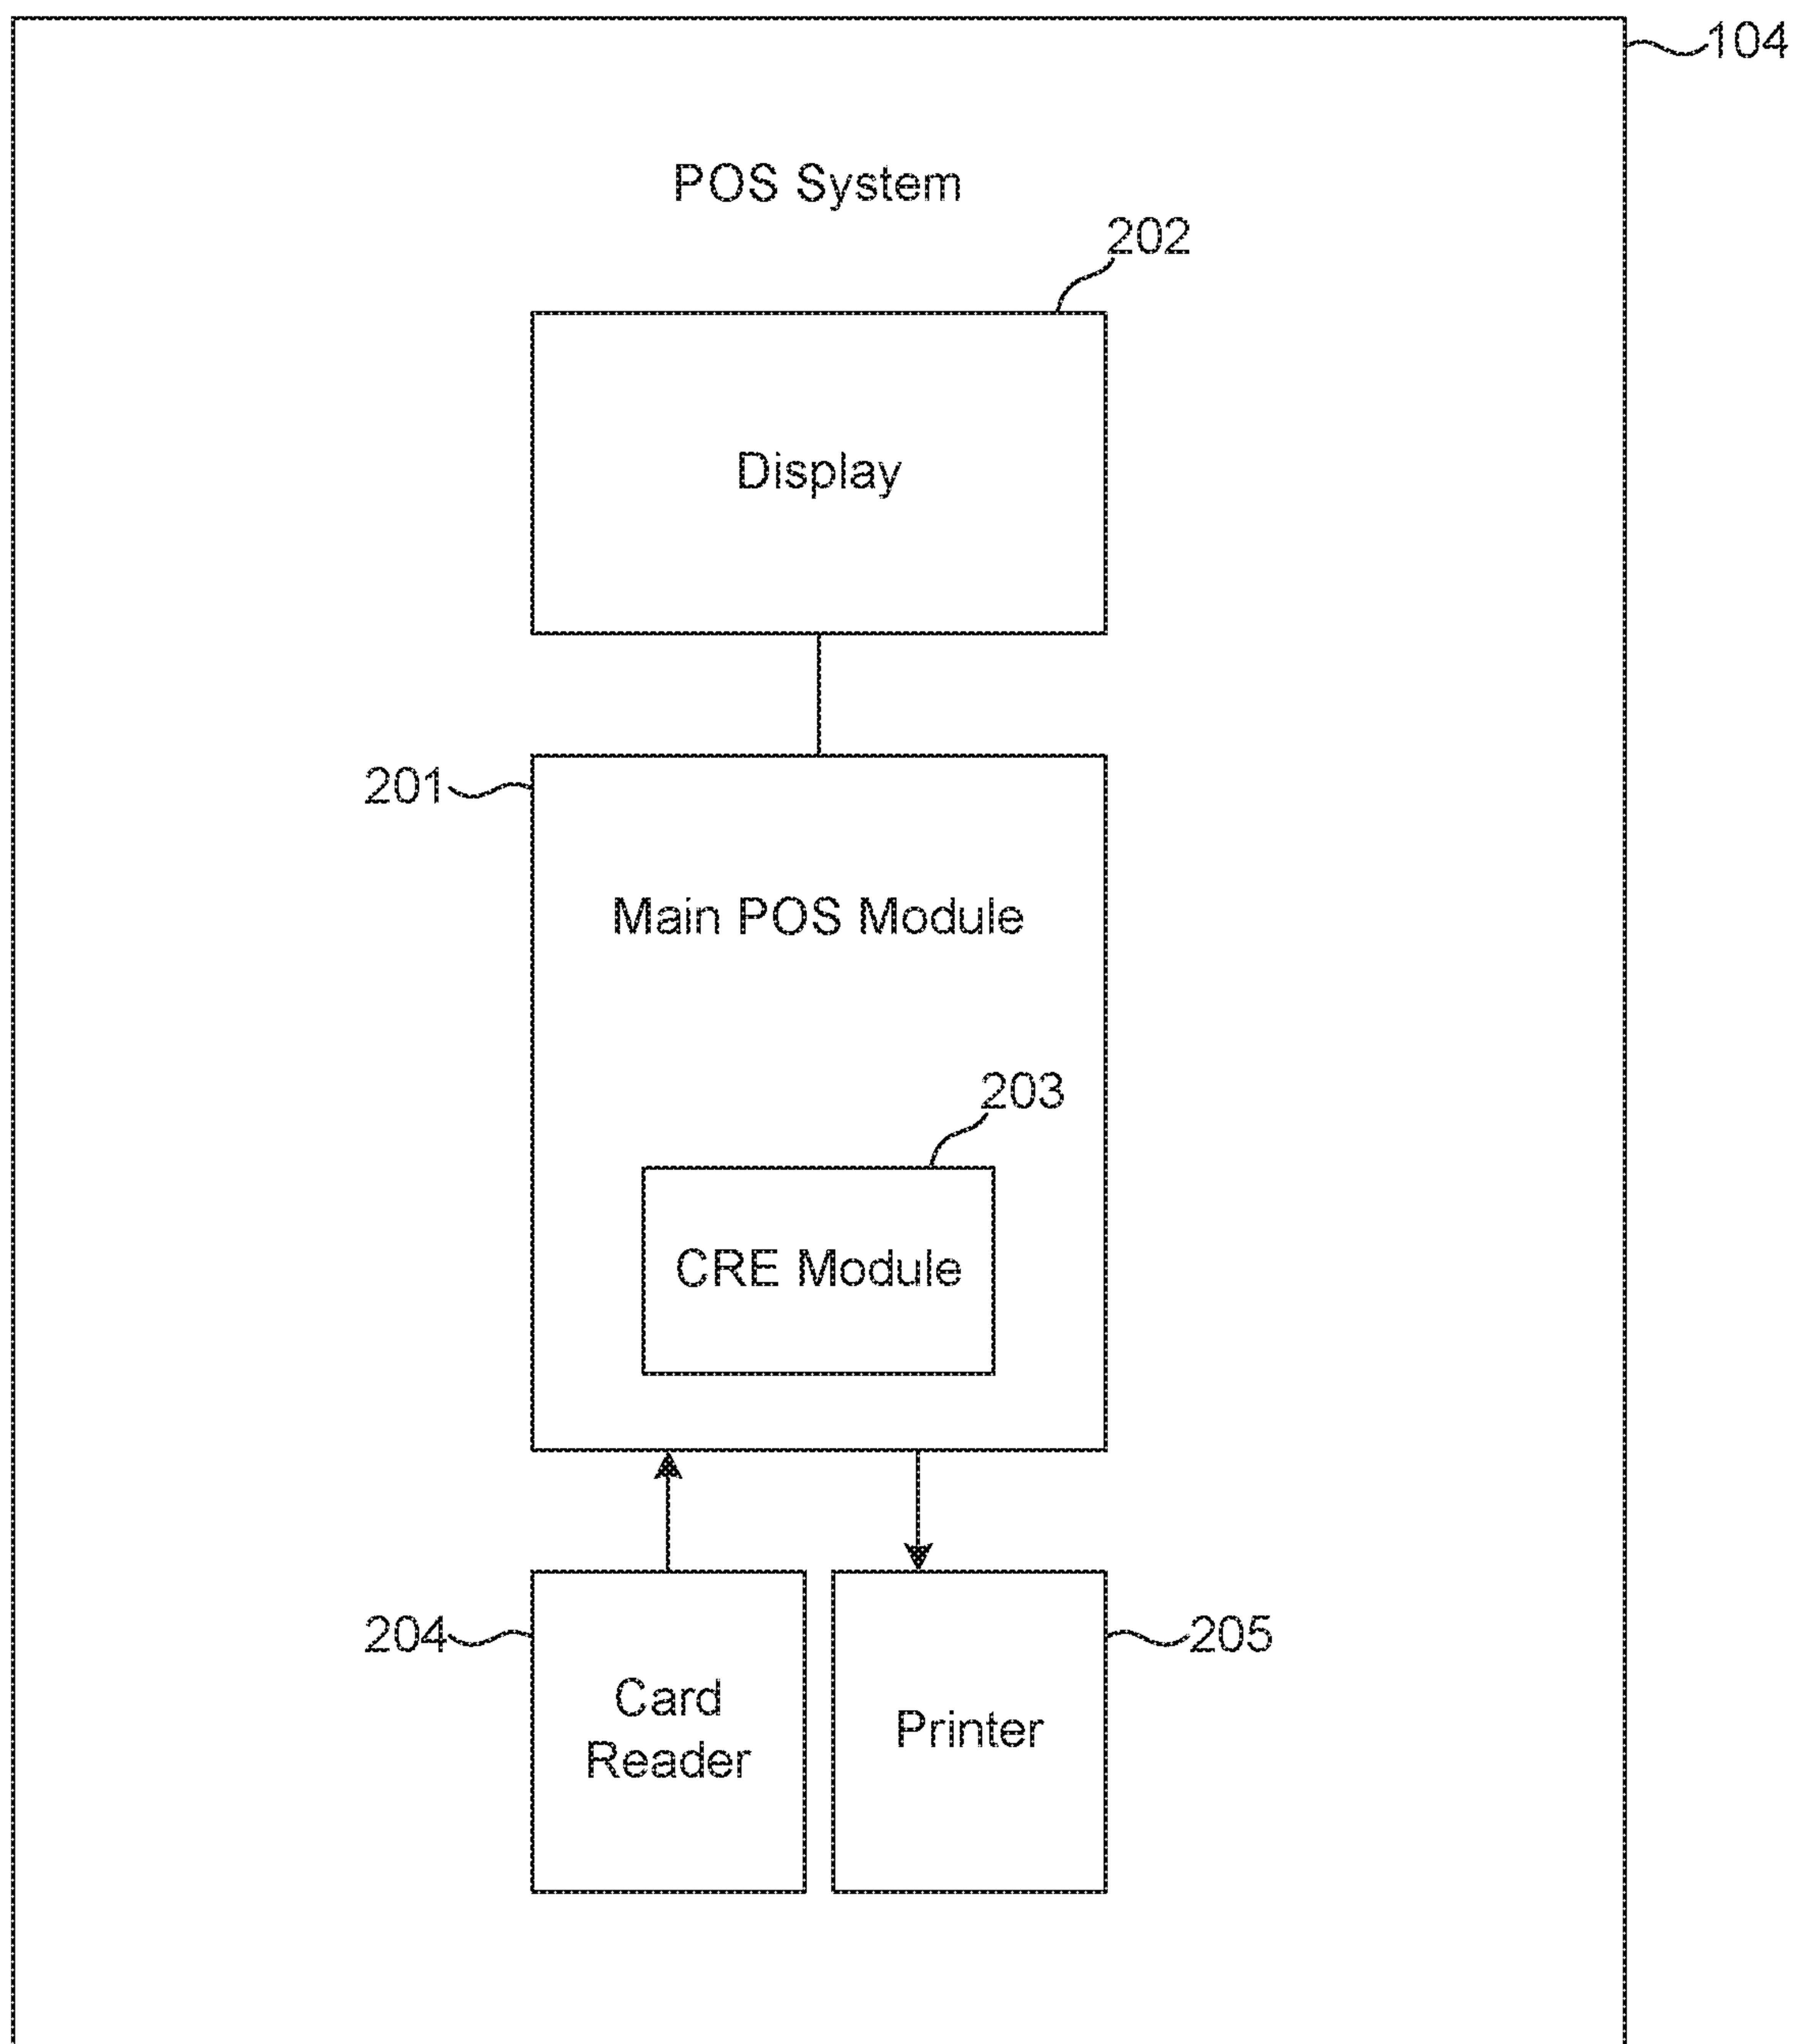 104
POS System
202
Display
201
Main POS Module
203
CRE Module
204
205
Card
Reader
Printer